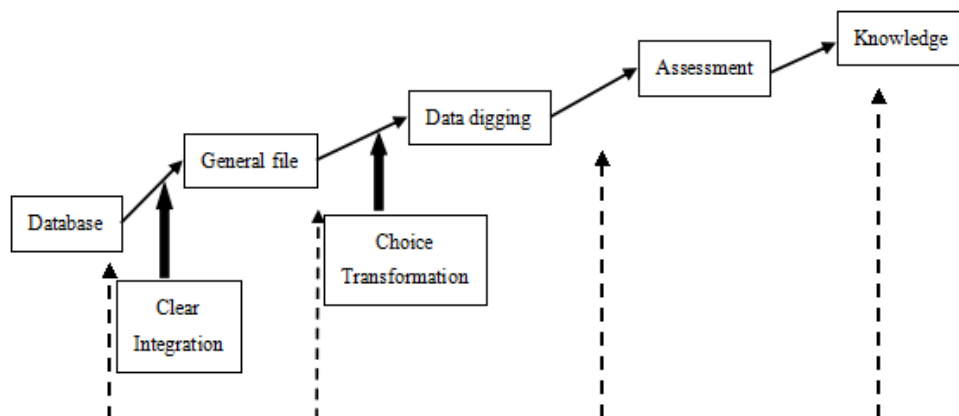 Knowledge
Assessment
Data digging
General file
Database
Choice
Transformation
Clear
Integration